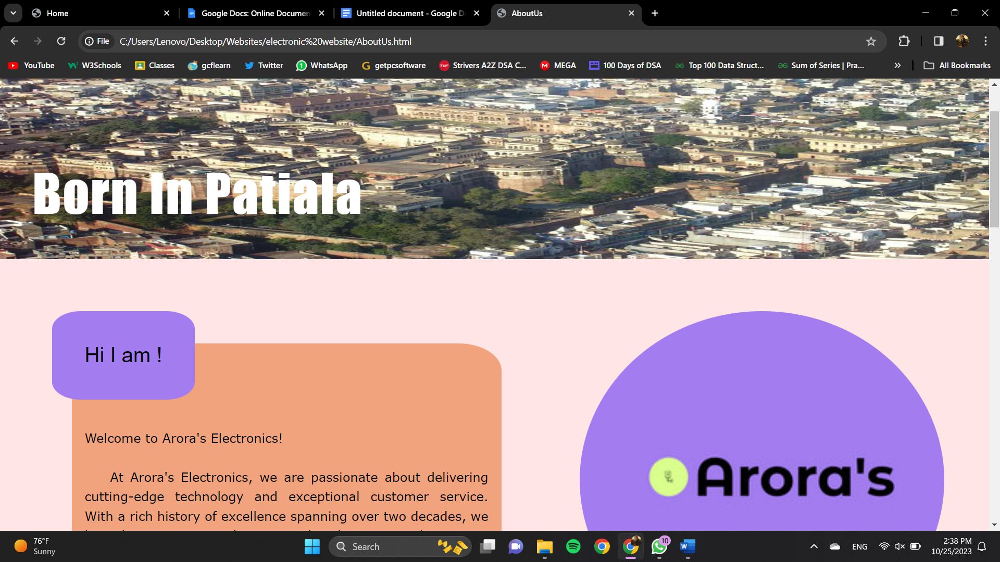 Home
Google Docs: Online Documen
Untitled document - Google D
AboutUs
File
C:/Users/Lenovo/Desktop/Websites/electronic%20website/AboutUs.html
YouTube
W3Schools
Classes
gcflearn
Twitter
WhatsApp
getpcsoftware
Strivers A2Z DSA C...
MEGA
100 Days of DSA
Top 100 Data Struct...
Sum of Series | Pra...
All Bookmarks
Born In Patiala
Hi I am !
Welcome to Arora's Electronics!
At Arora's Electronics, we are passionate about delivering
cutting-edge technology and exceptional customer service.
With a rich history of excellence spanning over two decades, we
Arora's
76°F
Sunny
Search
10
ENG
2:38 PM
10/25/2023